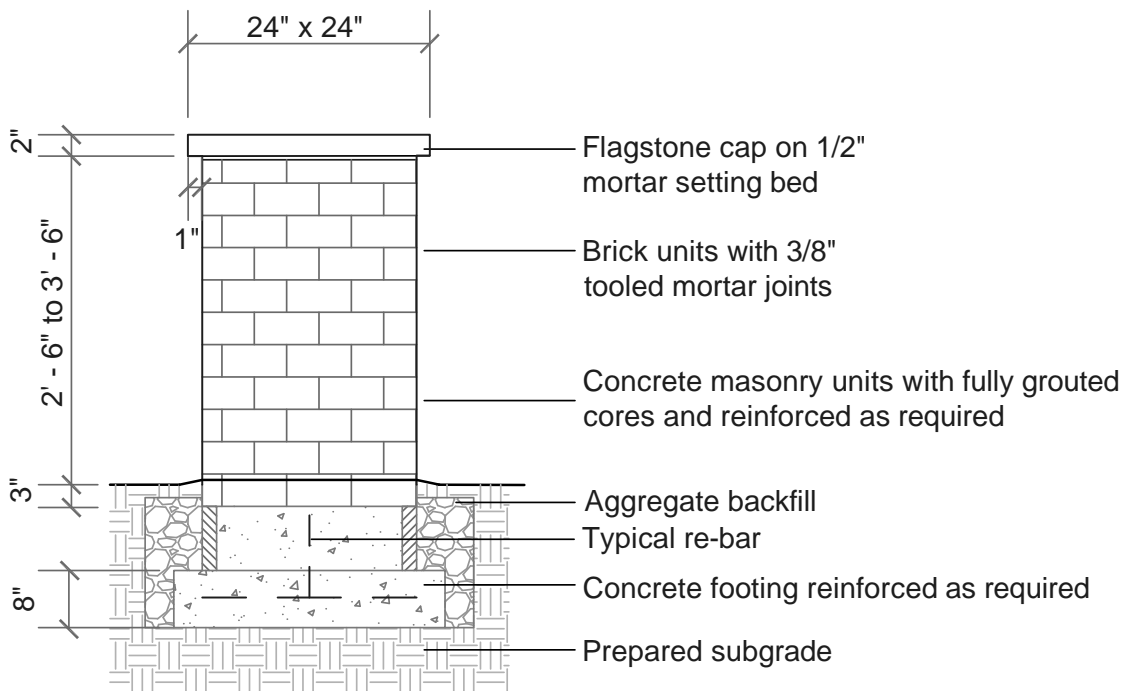 24" x 24"
2"
Flagstone cap on 1/2"
mortar setting bed
1"
2' - 6" to 3' - 6"
Brick units with 3/8"
tooled mortar joints
Concrete masonry units with fully grouted
cores and reinforced as required
3"
Aggregate backfill
Typical re-bar
8"
Concrete footing reinforced as required
Prepared subgrade